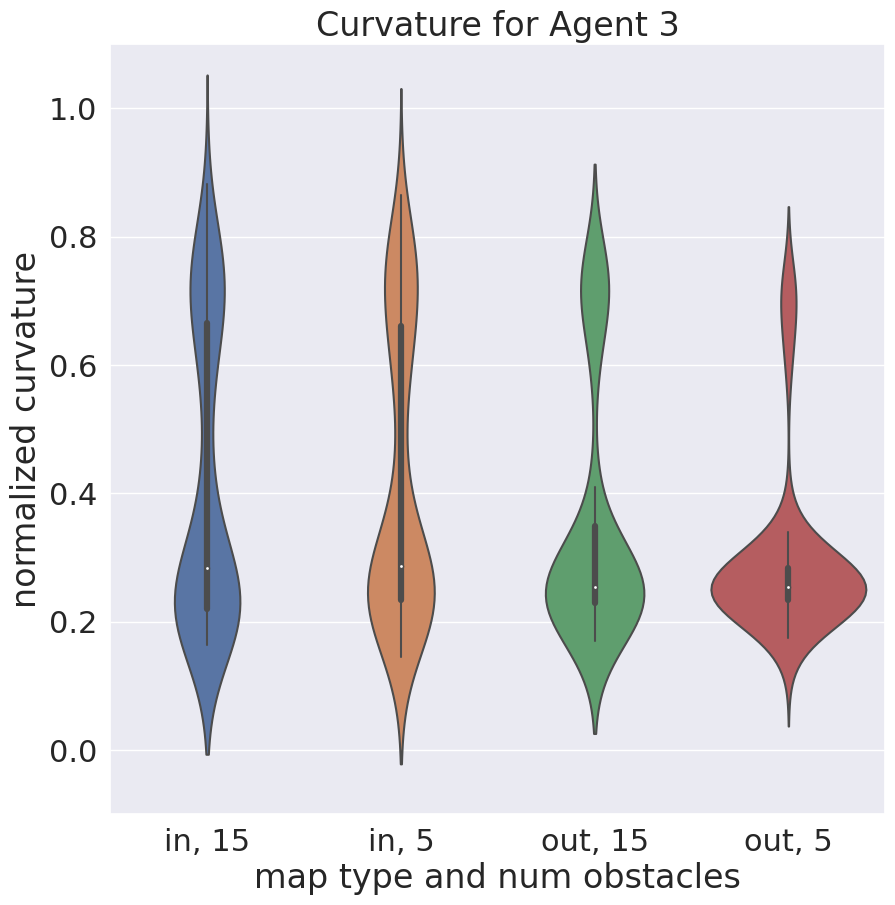 Curvature for Agent 3
normalized curvature
1.0
0.8
0.6
0.4
0.2
0.0
in, 15 in, 5 out, 15 out, 5
map type and num obstacles